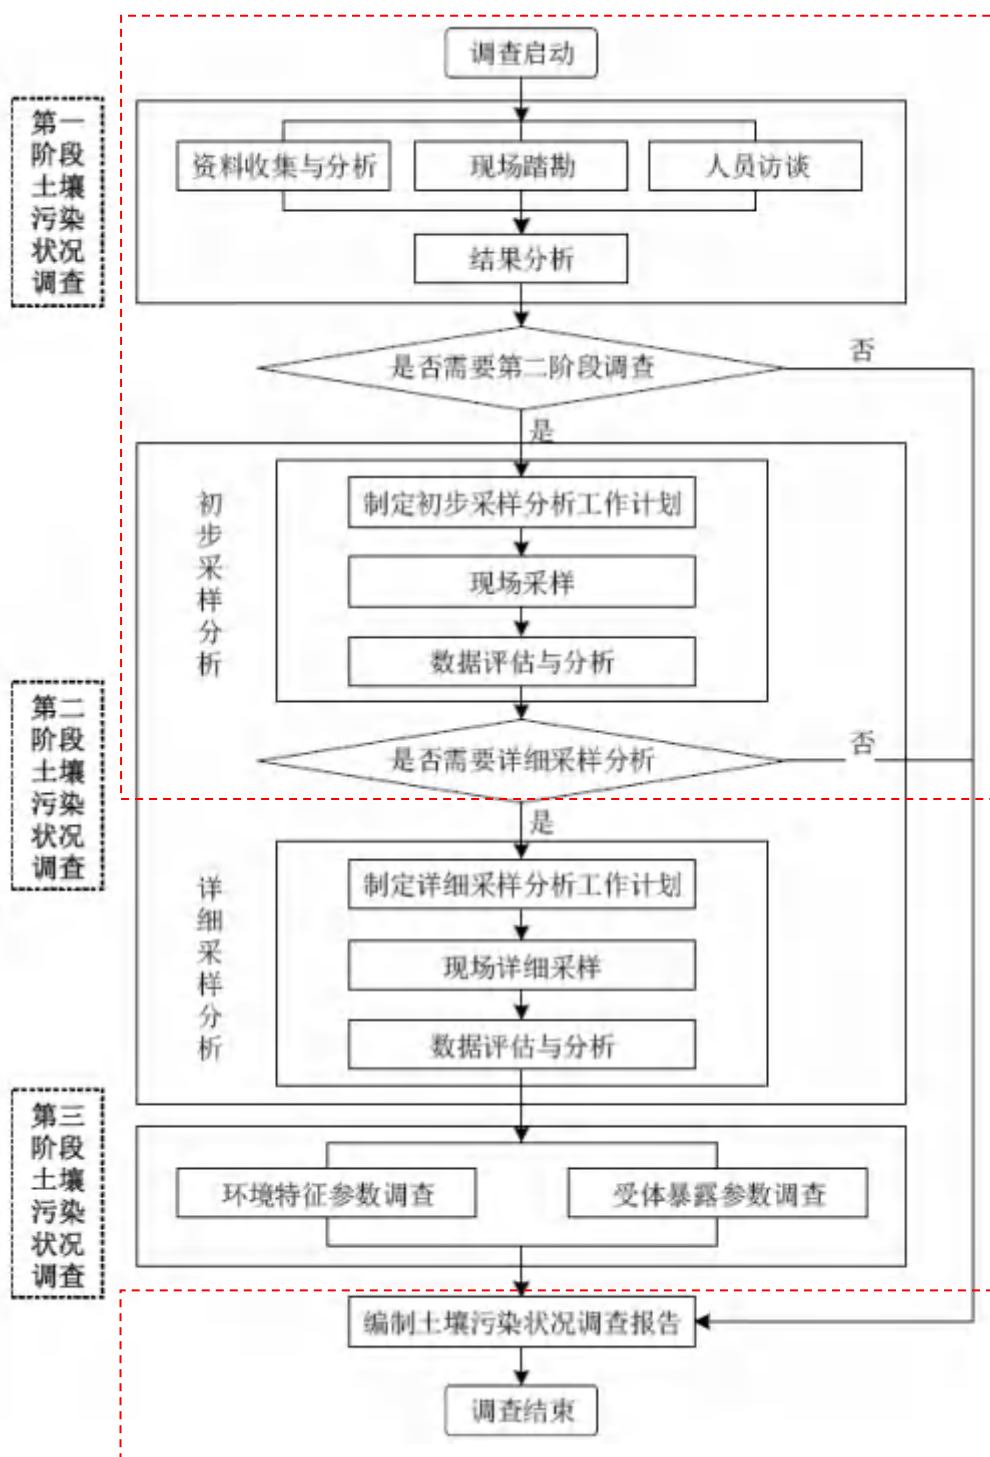 调查启动
第一
阶段
土壤
污染
状况
调查
资料收集与分析
现场踏勘
人员访谈
结果分析
是否需要第二阶段调查
否
是
初
步
采
样
分
析
制定初步采样分析工作计划
现场采样
数据评估与分析
第二
阶段
土壤
污染
状况
调查
是否需要详细采样分析
否
是
详
细
采
样
分
析
制定详细采样分析工作计划
现场详细采样
数据评估与分析
第三
阶段
土壤
污染
状况
调查
环境特征参数调查
受体暴露参数调查
编制土壤污染状况调查报告
调查结束